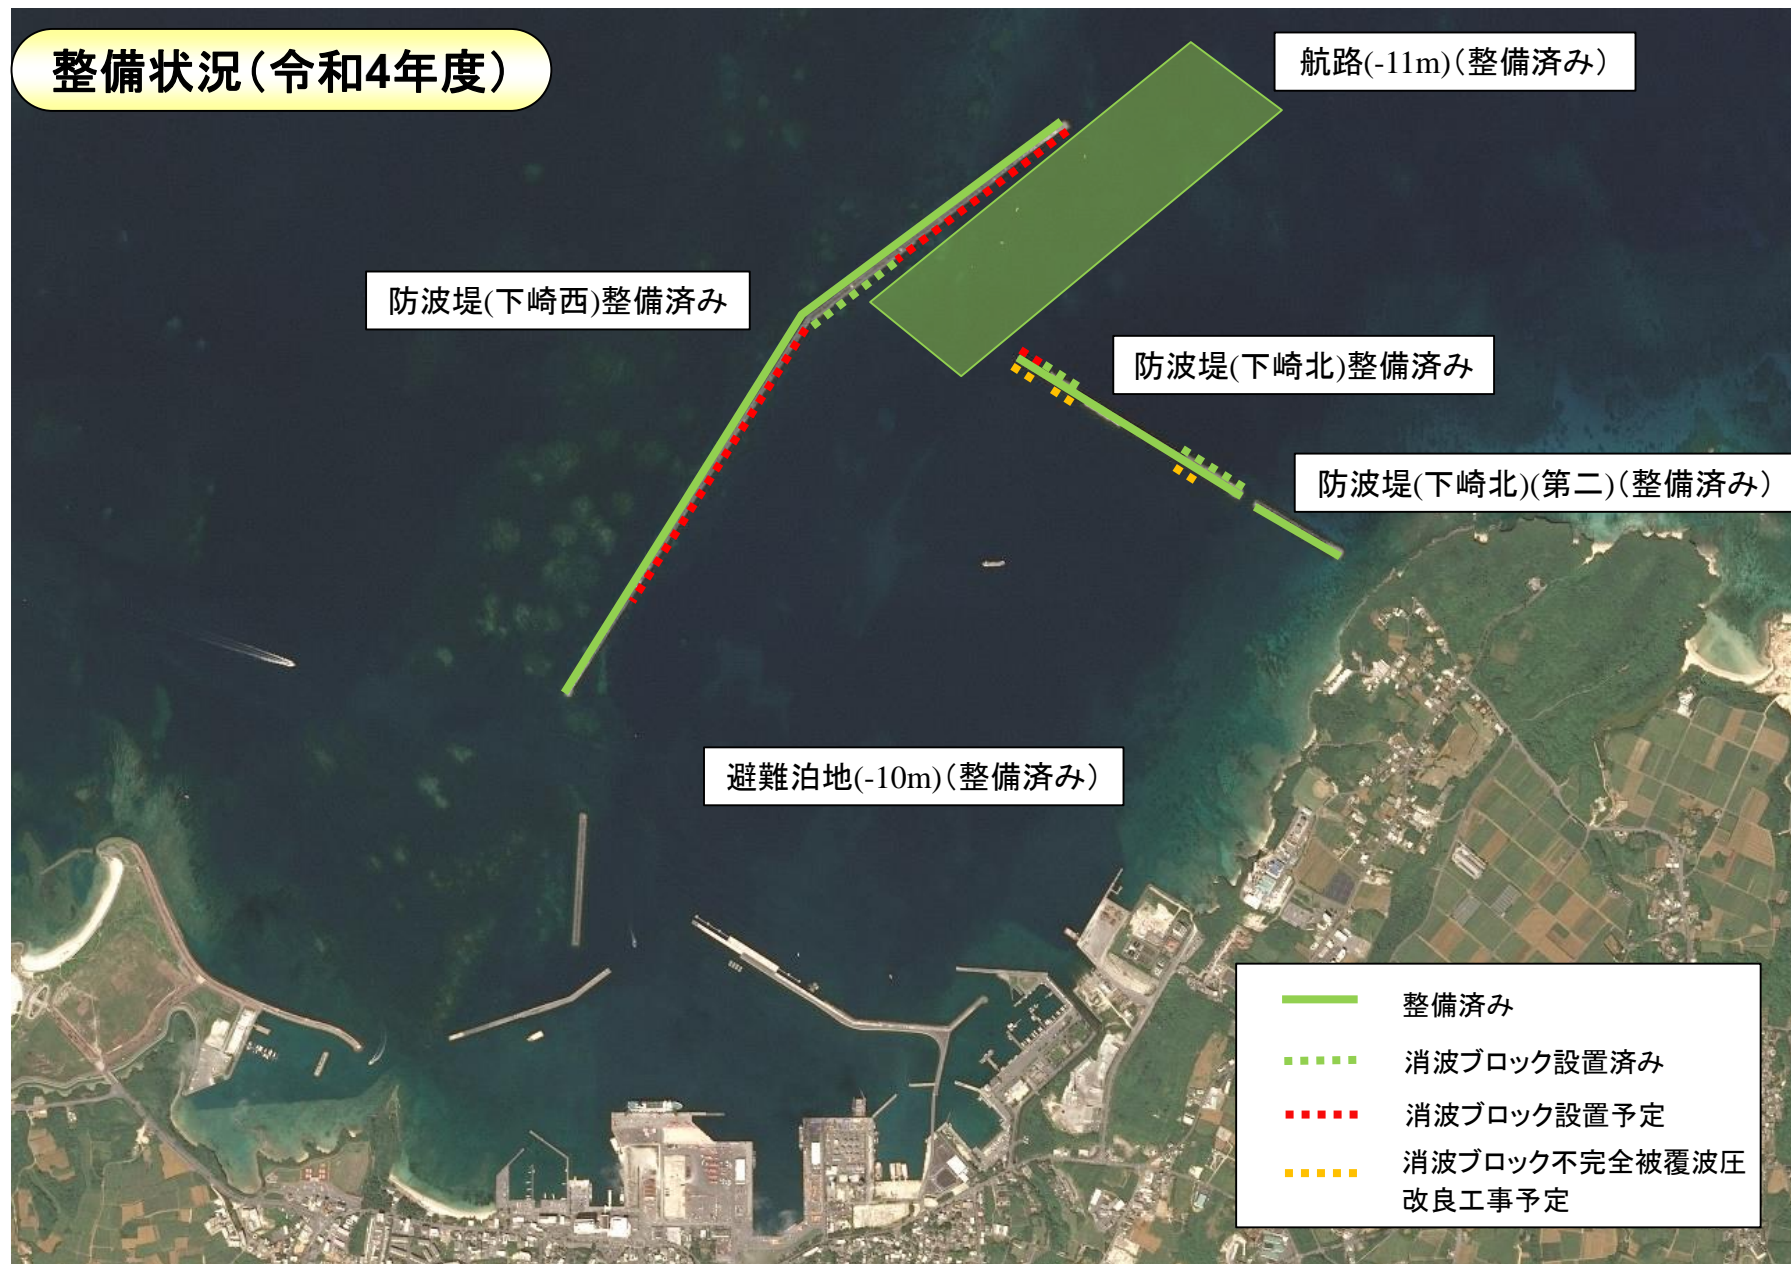 整備状況(令和4年度)
航路(-11m)(整備済み)
防波堤(下崎西)整備済み
防波堤(下崎北)整備済み
防波堤(下崎北)(第二)(整備済み)
避難泊地(-10m)(整備済み)
整備済み
消波ブロック設置済み
消波ブロック設置予定
消波ブロック不完全被覆波圧
改良工事予定